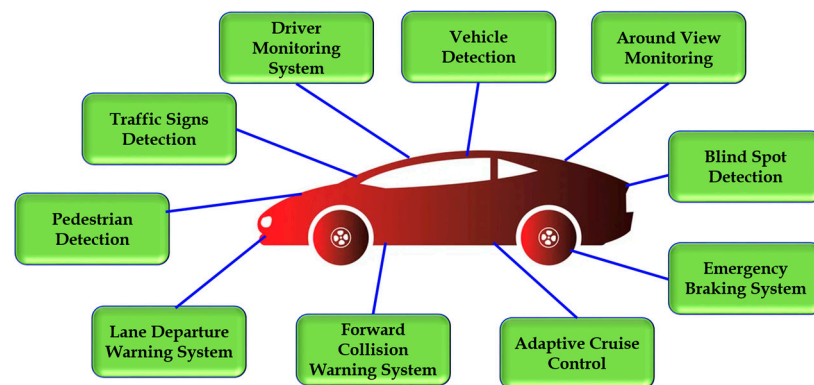 Driver
Monitoring
System
Vehicle
Detection
Around View
Monitoring
Traffic Signs
Detection
Blind Spot
Detection
Pedestrian
Detection
Emergency
Braking System
Lane Departure
Warning System
Forward
Collision
Warning System
Adaptive Cruise
Control